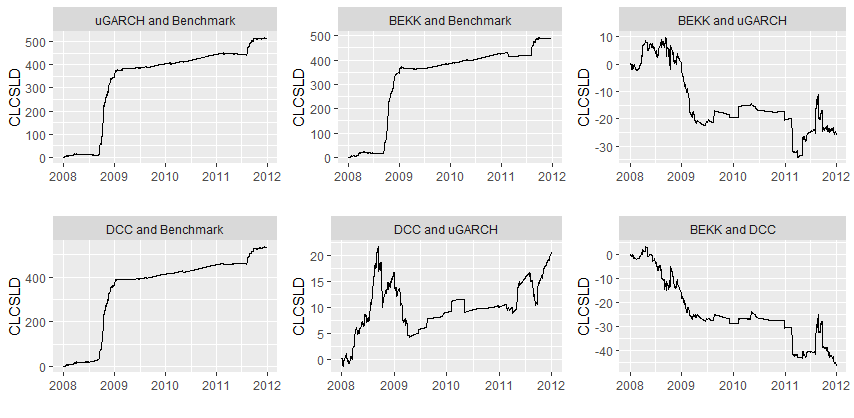 uGARCH and Benchmark
CLCSLD
500
400
300
200
100
0
2008 2009 2010 2011 2012
BEKK and Benchmark
CLCSLD
500
400
300
200
100
0
2008 2009 2010 2011 2012
BEKK and uGARCH
CLCSLD
10
0
-10
-20
-30
2008 2009 2010 2011 2012
DCC and Benchmark
CLCSLD
400
200
0
2008 2009 2010 2011 2012
DCC and uGARCH
CLCSLD
20
15
10
5
0
2008 2009 2010 2011 2012
BEKK and DCC
CLCSLD
0
-10
-20
-30
-40
2008 2009 2010 2011 2012